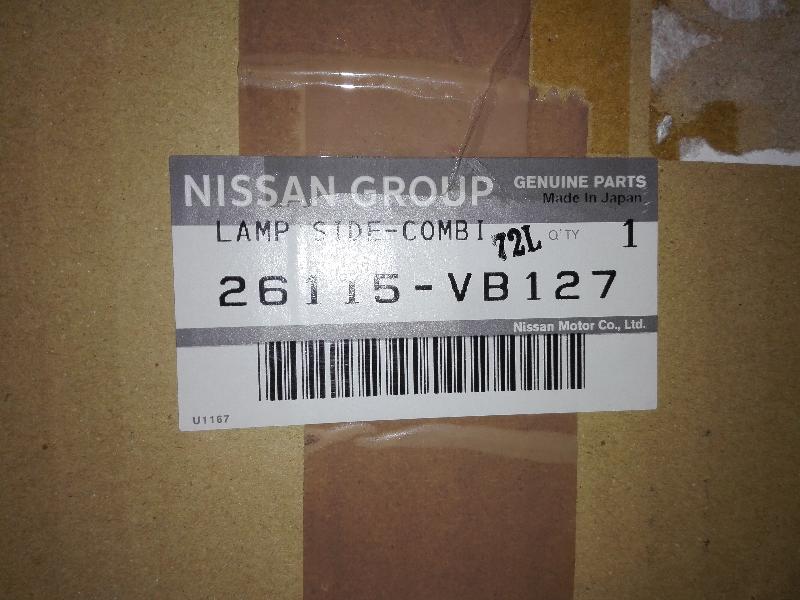 NISSAN GROUP GENUINE PARTS
Made In Japan
LAMP SIDE-COMBI 72L Q'TY 1
26115-VB127
Nissan Motor Co., Ltd.
U1167